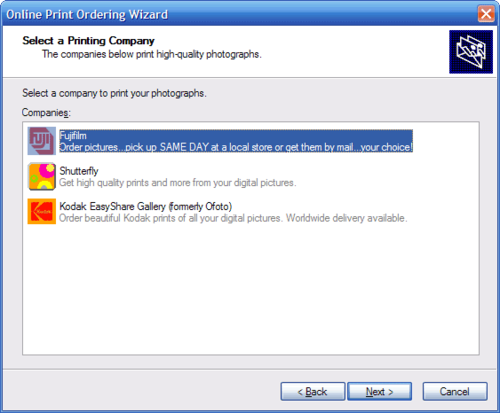 Online Print Ordering Wizard
Select a Printing Company
The companies below print high-quality photographs.
Select a company to print your photographs.
Companies:
Fujifilm
Order pictures...pick up SAME DAY at a local store or get them by mail...your choice!
Shutterfly
Get high quality prints and more from your digital pictures.
Kodak EasyShare Gallery (formerly Ofoto)
Order beautiful Kodak prints of all your digital pictures. Worldwide delivery available.
FUJI
Kodak
< Back
Next >
Cancel